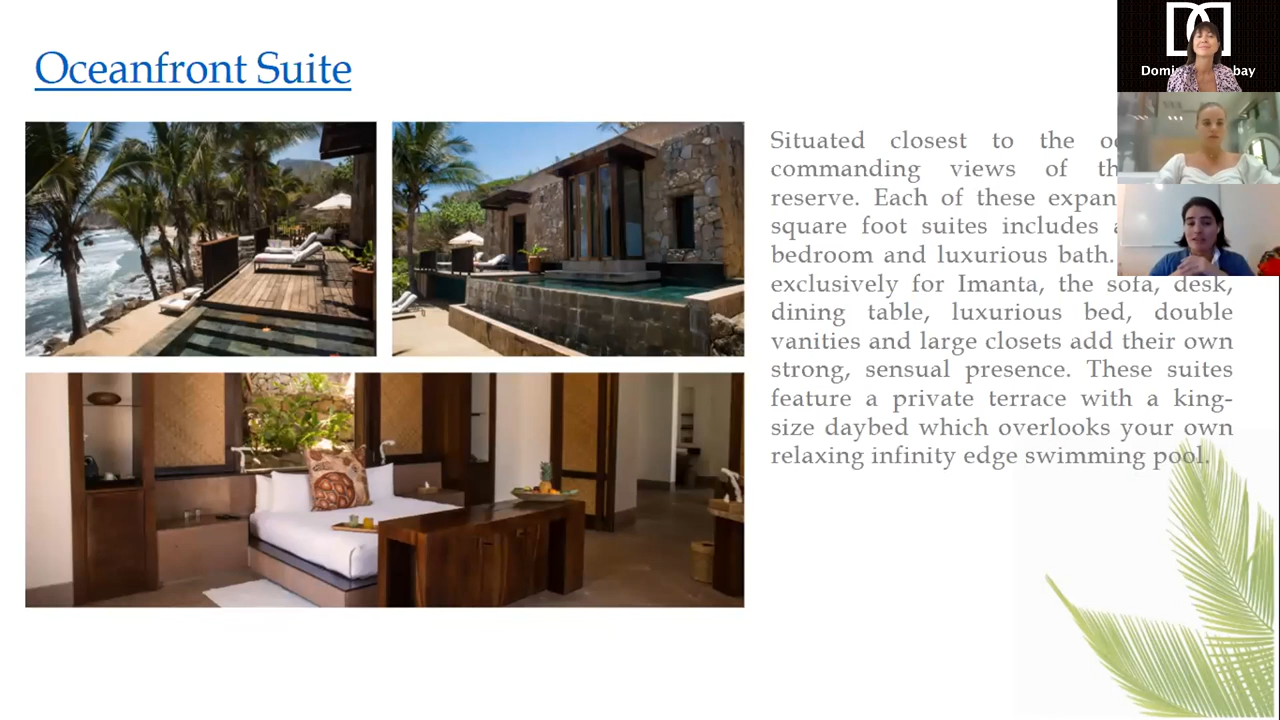 Oceanfront Suite
Situated closest to the
commanding views of
reserve. Each of these
square foot suites includes
bedroom and luxurious bath.
exclusively for Imanta, the sofa, desk,
dining table, luxurious bed, double
vanities and large closets add their own
strong, sensual presence. These suites
feature a private terrace with a king-
size daybed which overlooks your own
relaxing infinity edge swimming pool.